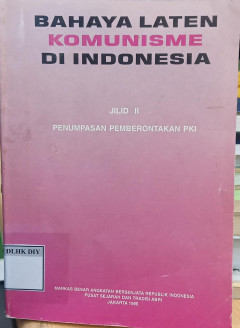 BAHAYA LATEN
KOMUNISME
DI INDONESIA
JILID II
PENUMPASAN PEMBERONTAKAN PKI
DLHK DIY
MARKAS BESAR ANGKATAN BERSENJATA REPUBLIK INDONESIA
PUSAT SEJARAH DAN TRADISI ABRI
JAKARTA